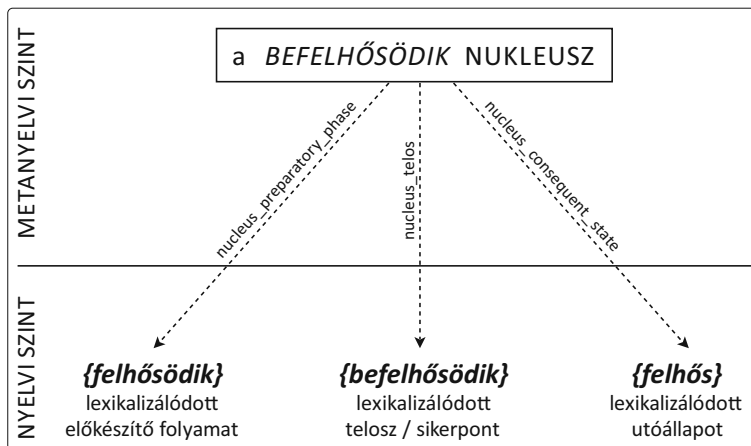 METANYELVI SZINT
a BEFELHŐSÖDIK NUKLEUSZ
nucleus_preparatory_phase
nucleus_telos
nucleus_consequent_state
NYELVI SZINT
{felhősödik}
lexikalizálódott
előkészítő folyamat
{befelhősödik}
lexikalizálódott
telosz / sikerpont
{felhős}
lexikalizálódott
utóállapot